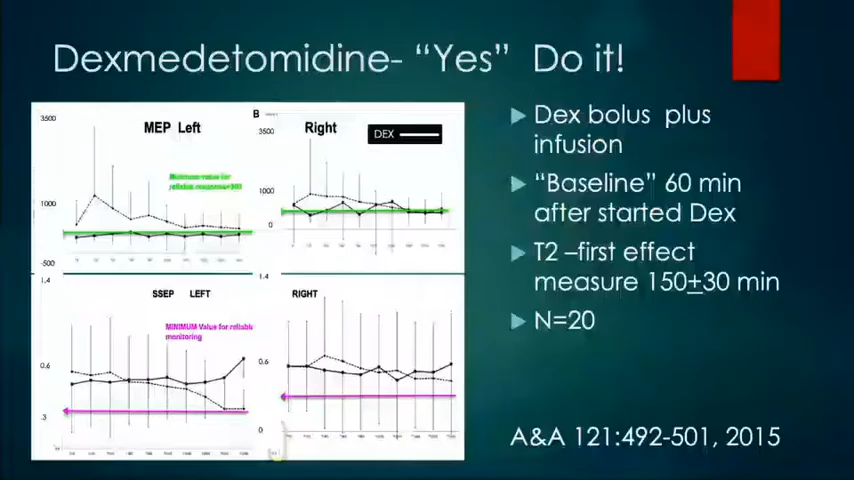 Dexmedetomidine- “Yes” Do it!
3500
MEP Left
Minimum value for
reliable response=
1000
-500
B
3500
Right
DEX
1000
0
1.4
SSEP LEFT
MINIMUM Value for reliable
monitoring
0.6
.3
1.4
RIGHT
0.6
0
Dex bolus plus
infusion
“Baseline” 60 min
after started Dex
T2 –first effect
measure 150±30 min
N=20
A&A 121:492-501, 2015